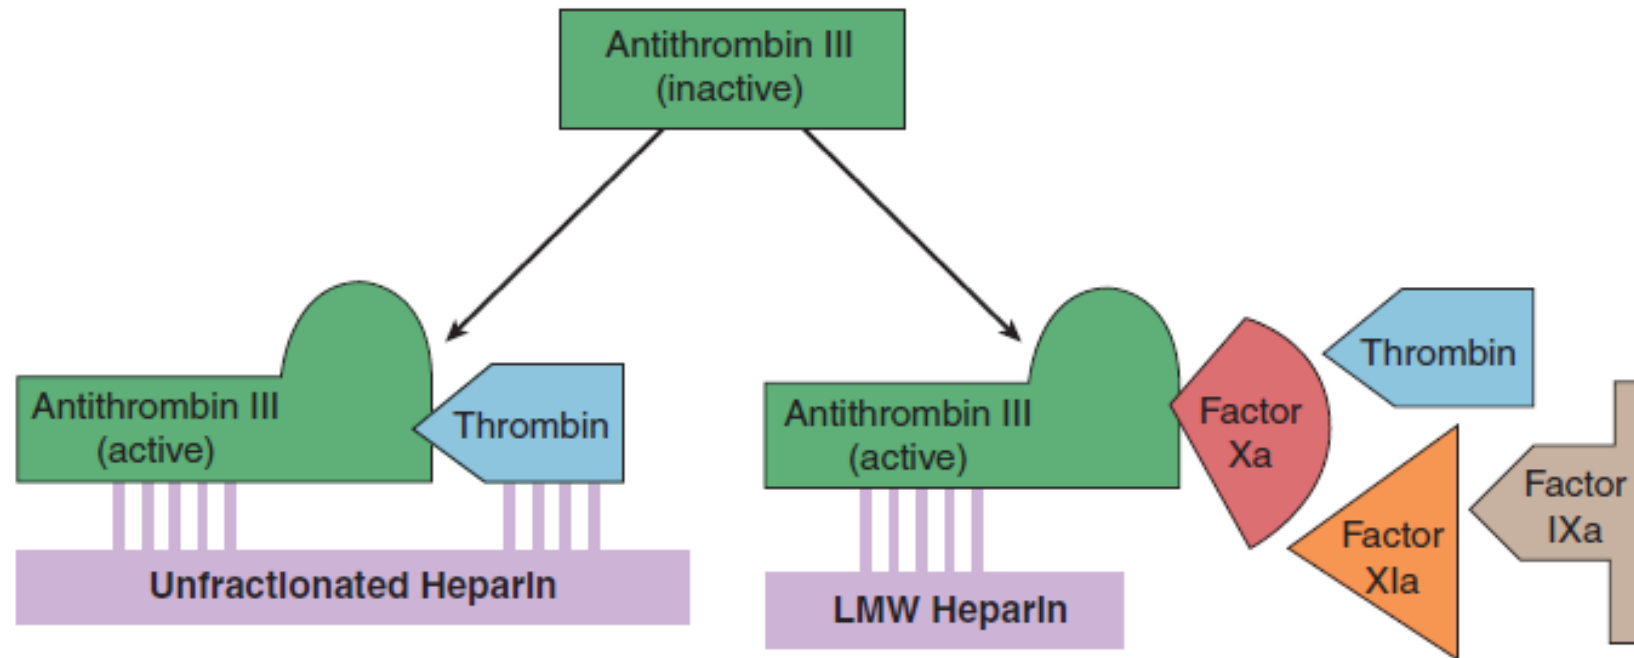 Antithrombin III
(inactive)
Antithrombin III
(active)
Thrombin
Unfractionated Heparin
Antithrombin III
(active)
Factor
Xa
Thrombin
Factor
XIa
Factor
IXa
LMW Heparin